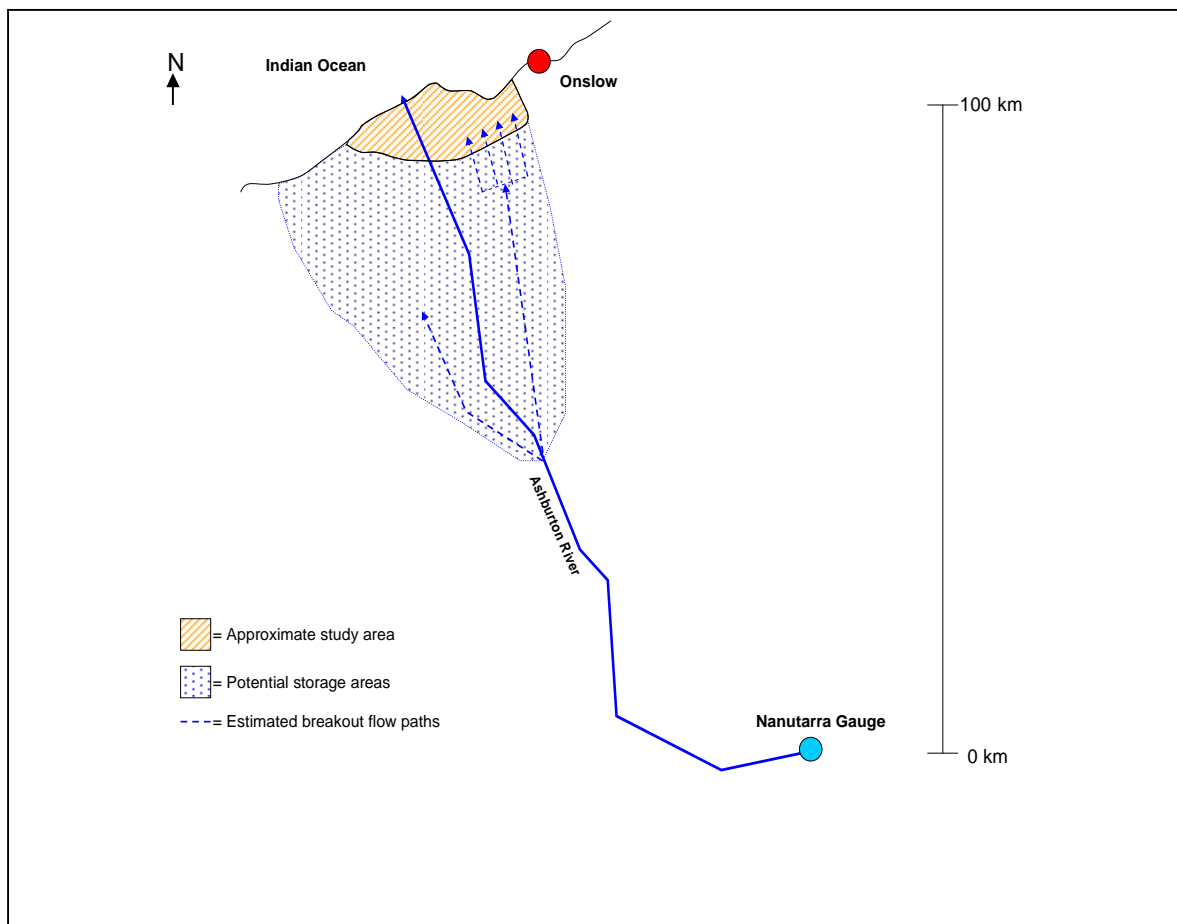 N
Indian Ocean
Onslow
100 km
Ashburton River
= Approximate study area
= Potential storage areas
= Estimated breakout flow paths
Nanutarra Gauge
0 km